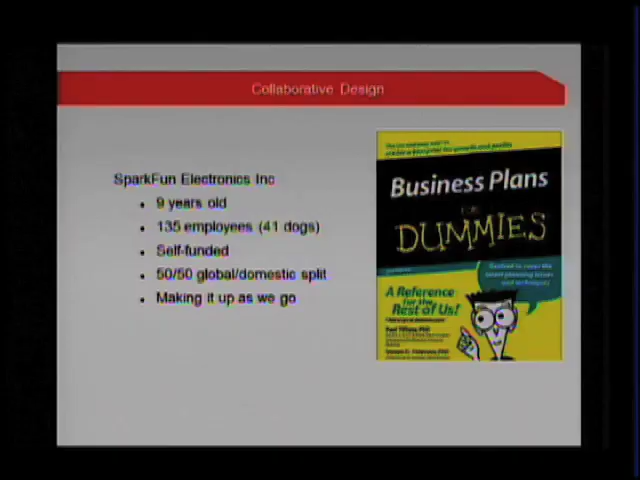 Collaborative Design
SparkFun Electronics Inc
• 9 years old
• 135 employees (41 dogs)
• Self-funded
• 50/50 global/domestic split
• Making it up as we go
Business Plans
FOR
DUMMIES
A Reference
for the
Rest of Us!